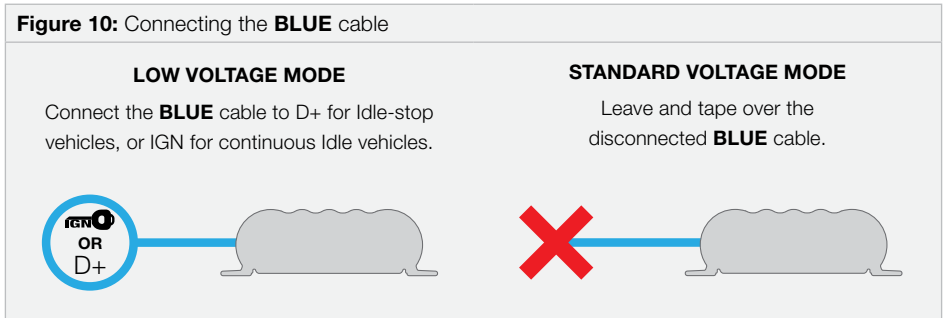 Figure 10: Connecting the BLUE cable
LOW VOLTAGE MODE
Connect the BLUE cable to D+ for Idle-stop
vehicles, or IGN for continuous Idle vehicles.
IGN
OR
D+
STANDARD VOLTAGE MODE
Leave and tape over the
disconnected BLUE cable.